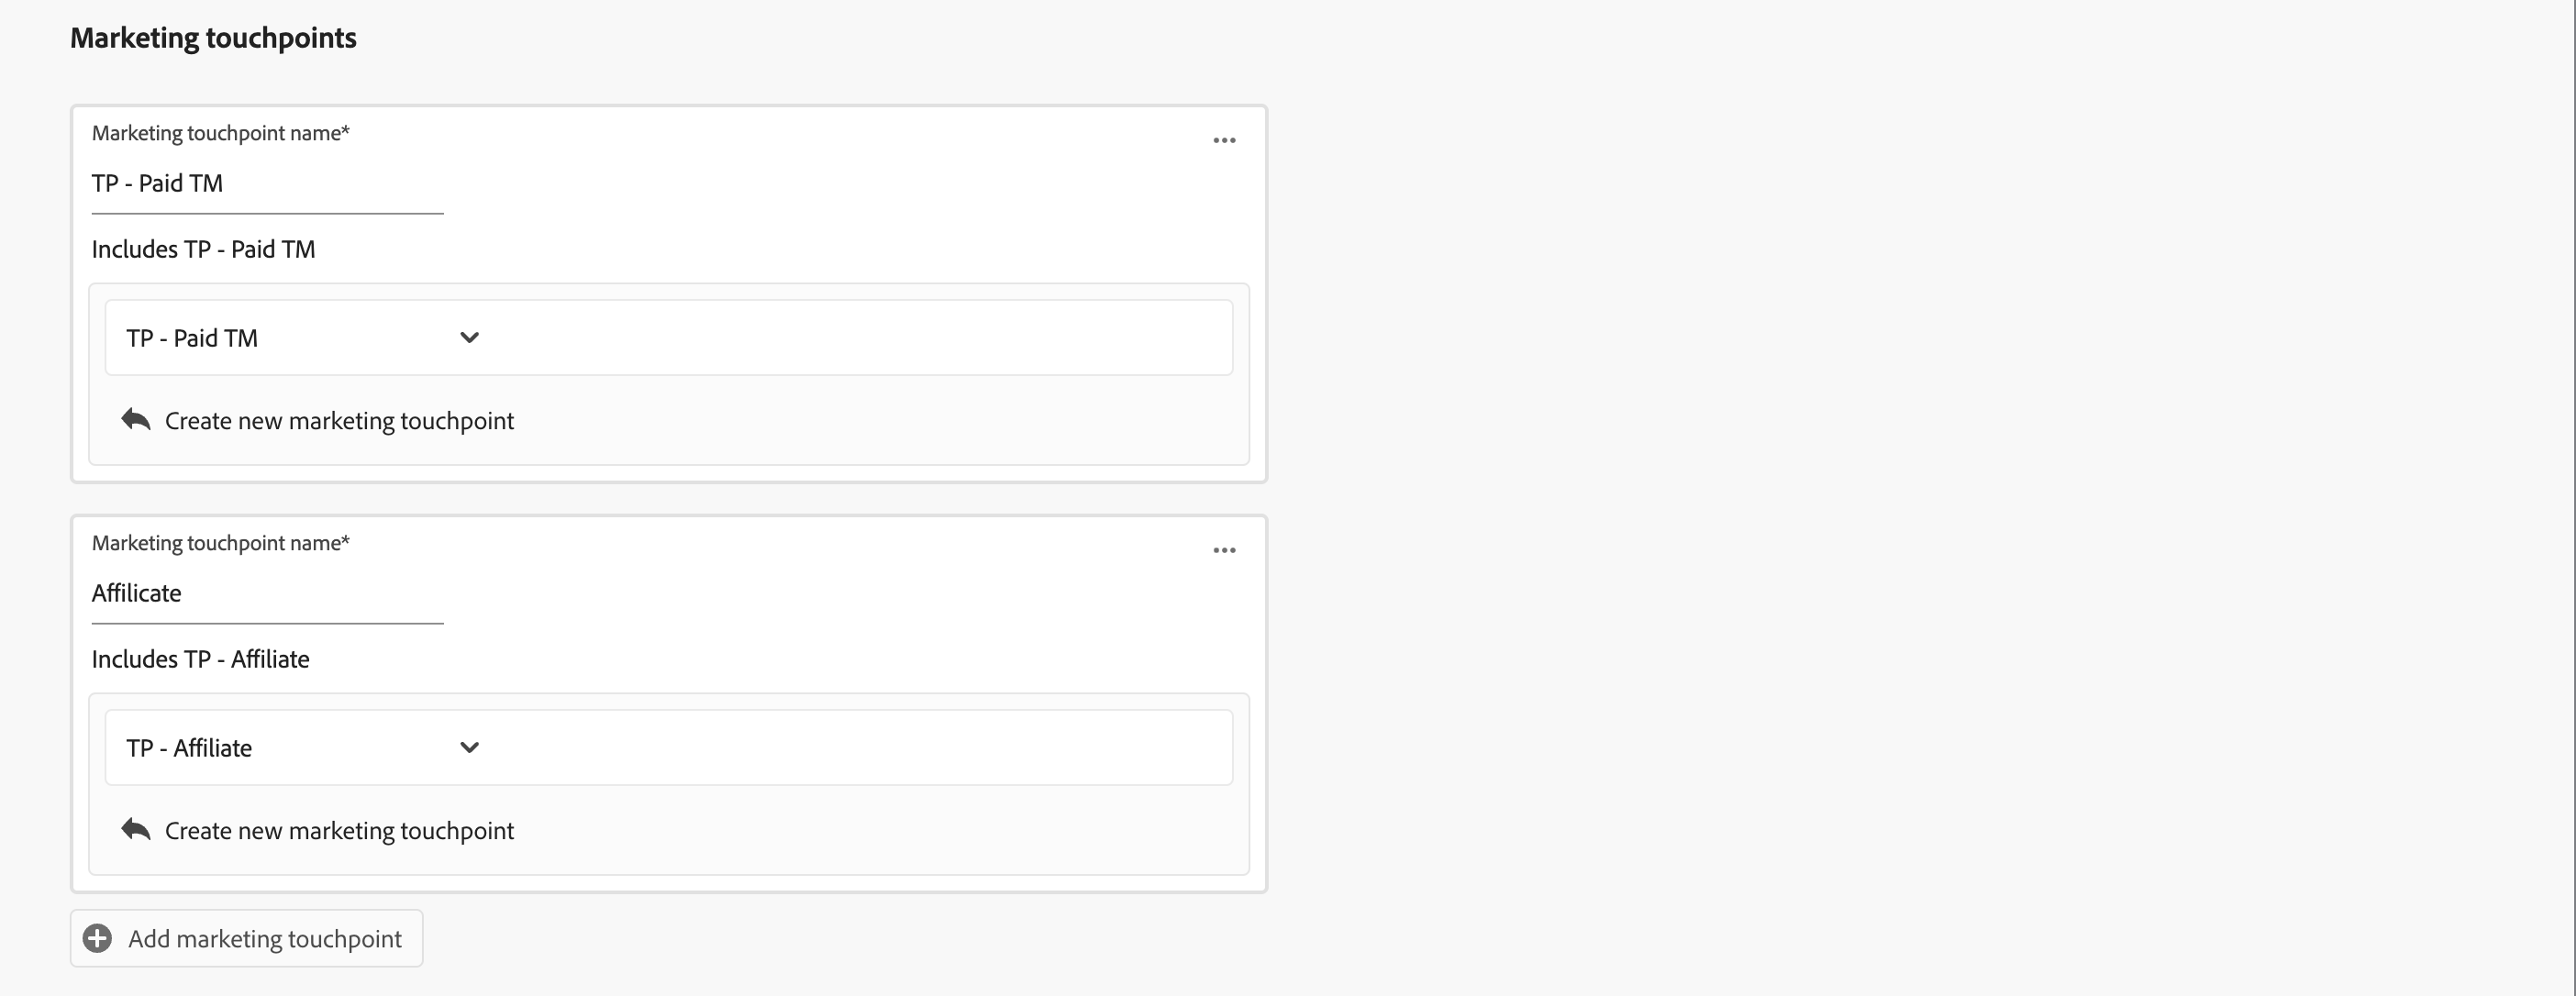 Marketing touchpoints
Marketing touchpoint name*
TP - Paid TM
Includes TP - Paid TM
TP - Paid TM
Create new marketing touchpoint
Marketing touchpoint name*
Affilicate
Includes TP - Affiliate
TP - Affiliate
Create new marketing touchpoint
Add marketing touchpoint